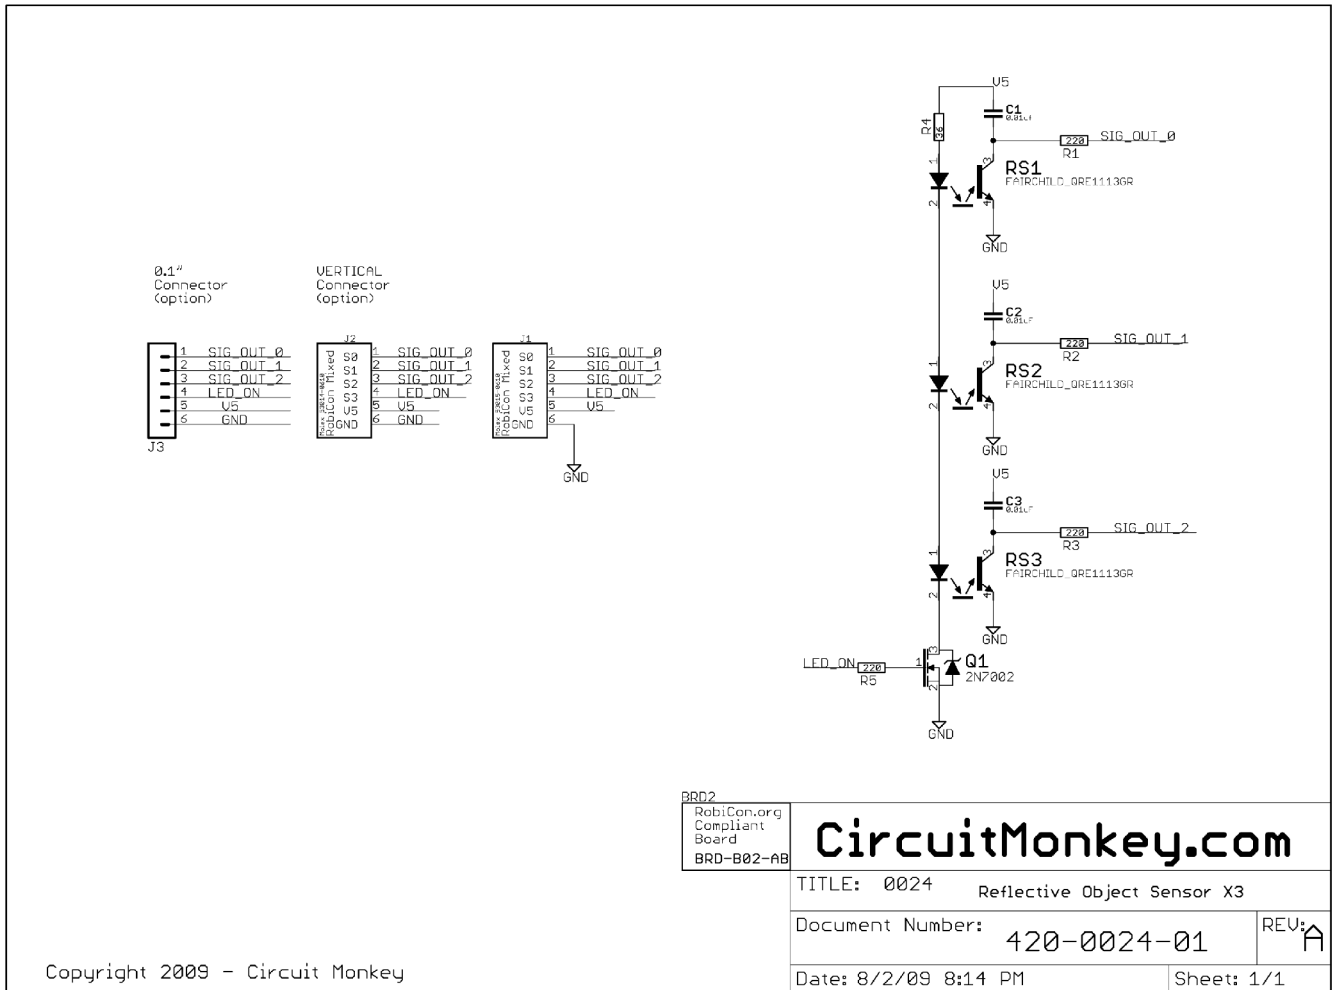 V5
C1
0.01uF
R4
36
220
R1
SIG_OUT_0
1
2
3
4
RS1
FAIRCHILD_QRE1113GR
GND
V5
C2
0.01uF
220
R2
SIG_OUT_1
1
2
3
4
RS2
FAIRCHILD_QRE1113GR
GND
V5
C3
0.01uF
220
R3
SIG_OUT_2
1
2
3
4
RS3
FAIRCHILD_QRE1113GR
GND
LED_ON
220
R5
1
3
2
Q1
2N7002
GND
0.1"
Connector
(option)
1 SIG_OUT_0
2 SIG_OUT_1
3 SIG_OUT_2
4 LED_ON
5 V5
6 GND
J3
VERTICAL
Connector
(option)
J2
RobiCon Mixed
S0 1 SIG_OUT_0
S1 2 SIG_OUT_1
S2 3 SIG_OUT_2
S3 4 LED_ON
V5 5 V5
GND 6 GND
J1
RobiCon Mixed
S0 1 SIG_OUT_0
S1 2 SIG_OUT_1
S2 3 SIG_OUT_2
S3 4 LED_ON
V5 5 V5
GND 6
GND
BRD2
RobiCon.org
Compliant
Board
BRD-B02-AB
CircuitMonkey.com
TITLE: 0024 Reflective Object Sensor X3
Document Number:
420-0024-01
REV:
A
Date: 8/2/09 8:14 PM
Sheet: 1/1
Copyright 2009 - Circuit Monkey